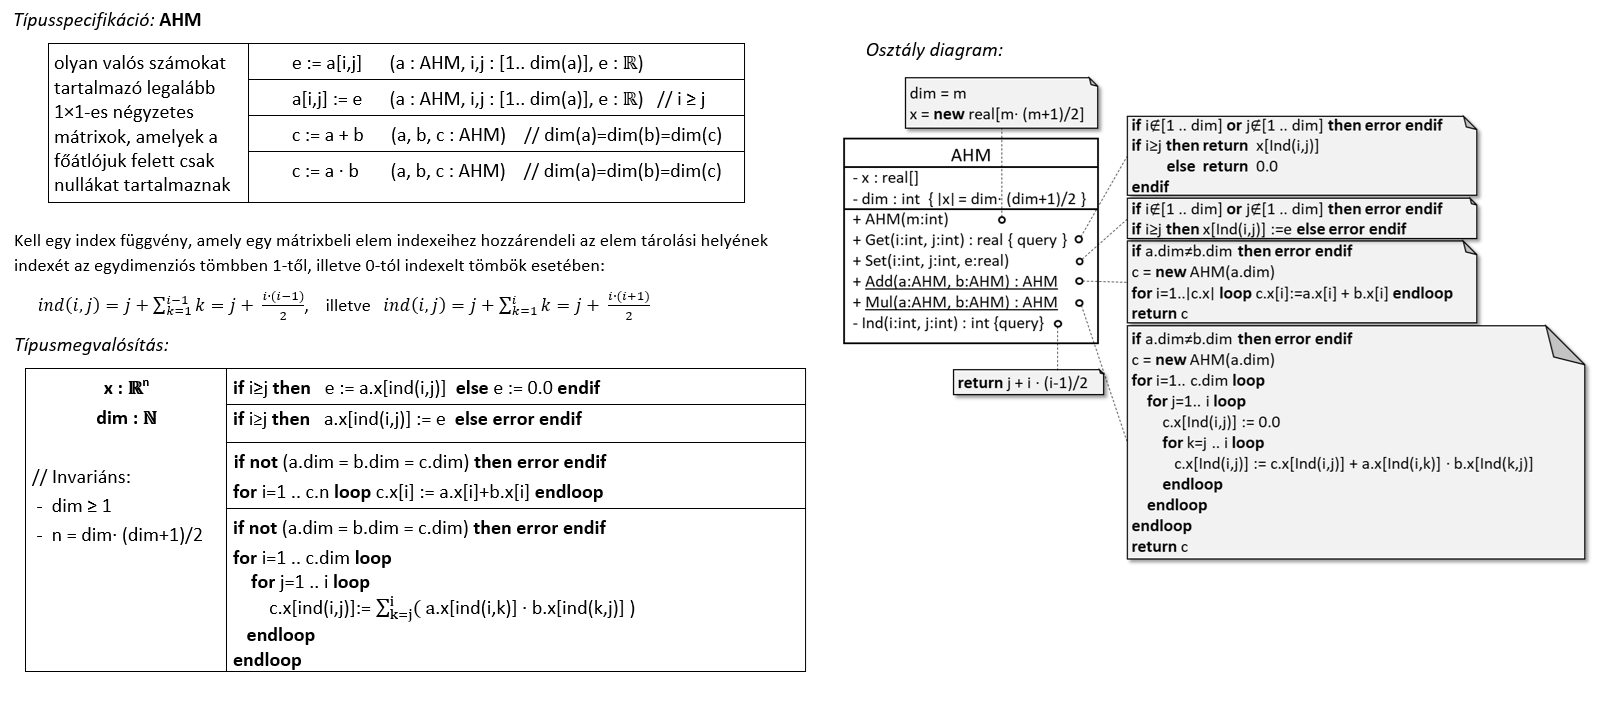 Típusspecifikáció: AHM
olyan valós számokat
tartalmazó legalább
1×1-es négyzetes
mátrixok, amelyek a
főátlójuk felett csak
nullákat tartalmaznak
e := a[i,j] (a : AHM, i,j : [1.. dim(a)], e : ℝ)
a[i,j] := e (a : AHM, i,j : [1.. dim(a)], e : ℝ) // i ≥ j
c := a + b (a, b, c : AHM) // dim(a)=dim(b)=dim(c)
c := a · b (a, b, c : AHM) // dim(a)=dim(b)=dim(c)
Kell egy index függvény, amely egy mátrixbeli elem indexeihez hozzárendeli az elem tárolási helyének
indexét az egydimenziós tömbben 1-től, illetve 0-tól indexelt tömbök esetében:
ind(i,j) = j + ∑_{k=1}^{i−1} k = j + i·(i−1)/2, illetve ind(i,j) = j + ∑_{k=1}^{i} k = j + i·(i+1)/2
Típusmegvalósítás:
x : ℝⁿ
dim : ℕ
// Invariáns:
- dim ≥ 1
- n = dim· (dim+1)/2
if i≥j then e := a.x[ind(i,j)] else e := 0.0 endif
if i≥j then a.x[ind(i,j)] := e else error endif
if not (a.dim = b.dim = c.dim) then error endif
for i=1 .. c.n loop c.x[i] := a.x[i]+b.x[i] endloop
if not (a.dim = b.dim = c.dim) then error endif
for i=1 .. c.dim loop
for j=1 .. i loop
c.x[ind(i,j)]:= ∑_{k=j}^{i}( a.x[ind(i,k)] · b.x[ind(k,j)] )
endloop
endloop
Osztály diagram:
dim = m
x = new real[m· (m+1)/2]
AHM
- x : real[]
- dim : int { |x| = dim· (dim+1)/2 }
+ AHM(m:int)
+ Get(i:int, j:int) : real { query }
+ Set(i:int, j:int, e:real)
+ Add(a:AHM, b:AHM) : AHM
+ Mul(a:AHM, b:AHM) : AHM
- Ind(i:int, j:int) : int {query}
return j + i · (i-1)/2
if i∉[1 .. dim] or j∉[1 .. dim] then error endif
if i≥j then return x[Ind(i,j)]
else return 0.0
endif
if i∉[1 .. dim] or j∉[1 .. dim] then error endif
if i≥j then x[Ind(i,j)] :=e else error endif
if a.dim≠b.dim then error endif
c = new AHM(a.dim)
for i=1..|c.x| loop c.x[i]:=a.x[i] + b.x[i] endloop
return c
if a.dim≠b.dim then error endif
c = new AHM(a.dim)
for i=1.. c.dim loop
for j=1.. i loop
c.x[Ind(i,j)] := 0.0
for k=j .. i loop
c.x[Ind(i,j)] := c.x[Ind(i,j)] + a.x[Ind(i,k)] · b.x[Ind(k,j)]
endloop
endloop
endloop
return c